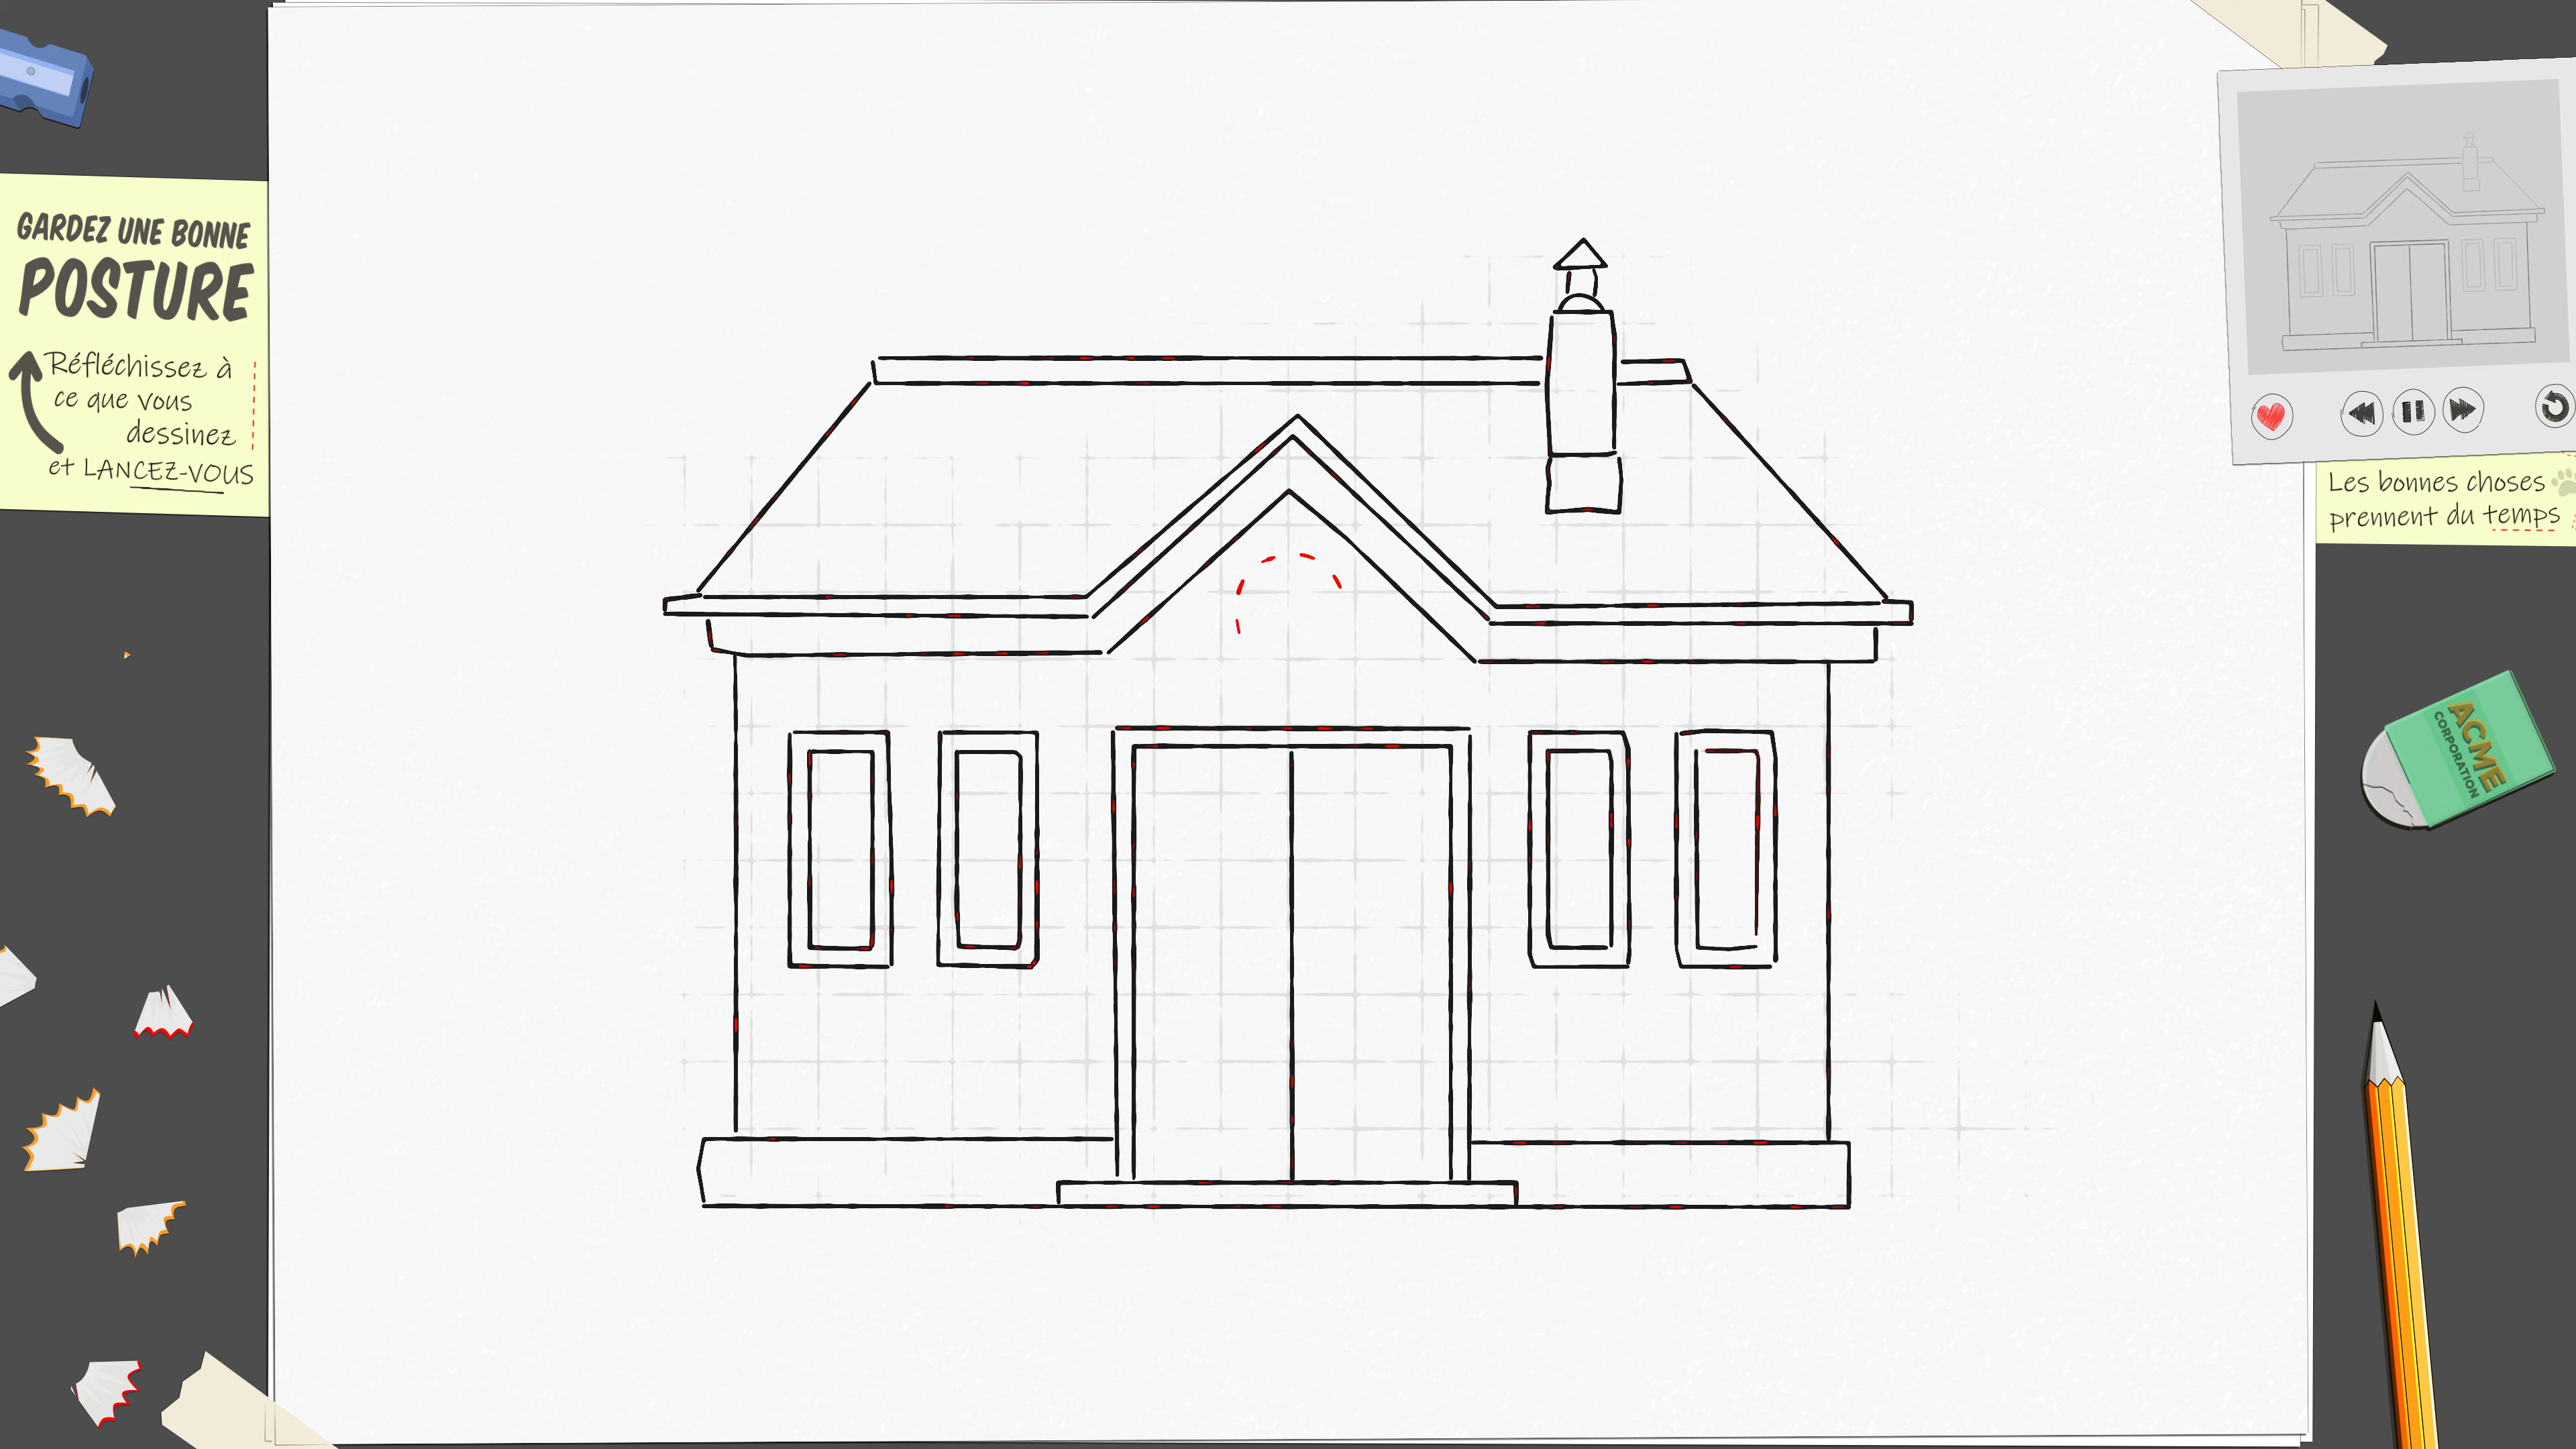 GARDEZ UNE BONNE
POSTURE
Réfléchissez à
ce que vous
dessinez
et LANCEZ-VOUS
Les bonnes choses
prennent du temps
ACME
CORPORATION